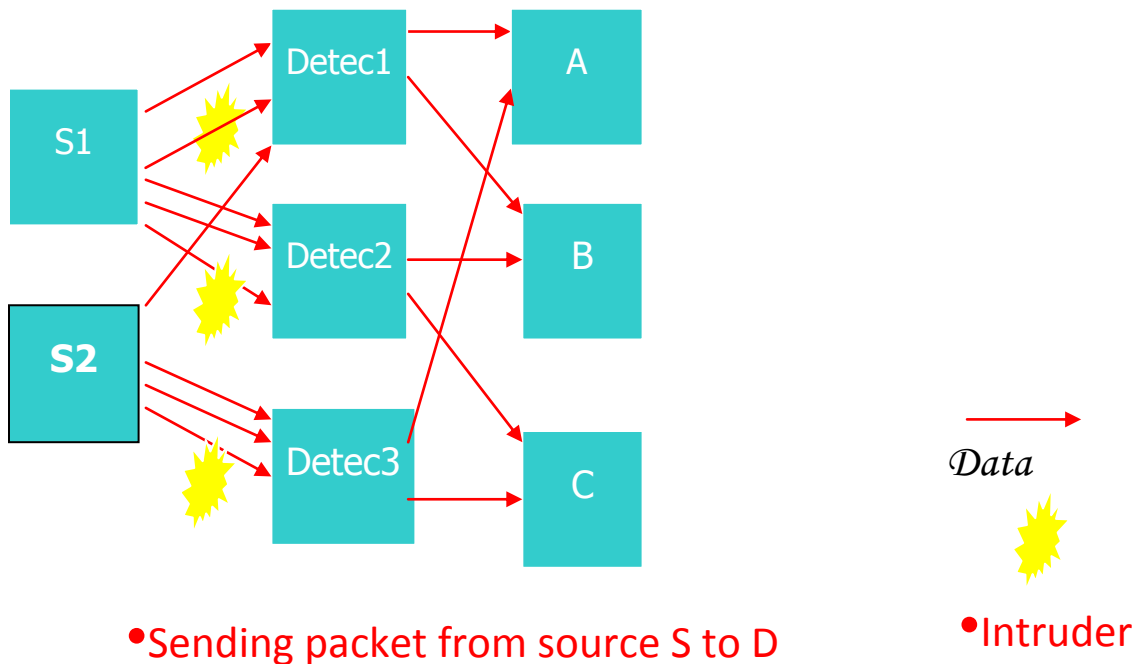 Detec1
A
S1
Detec2
B
S2
Detec3
C
Data
•Sending packet from source S to D
•Intruder